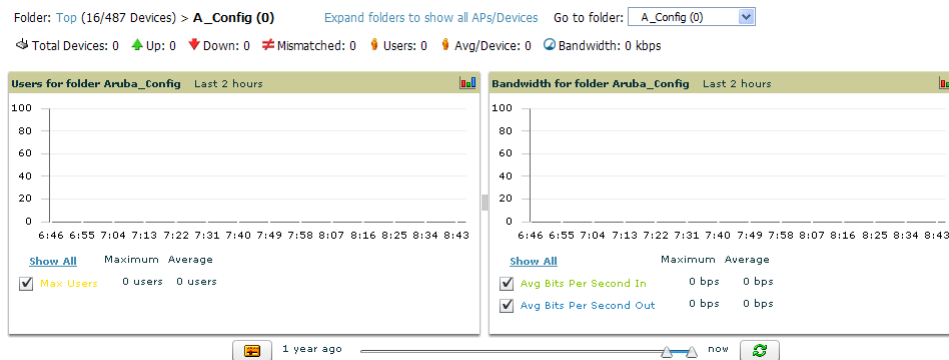 Folder: Top (16/487 Devices) > A_Config (0) Expand folders to show all APs/Devices Go to folder: A_Config (0)
Total Devices: 0 Up: 0 Down: 0 Mismatched: 0 Users: 0 Avg/Device: 0 Bandwidth: 0 kbps
Users for folder Aruba_Config Last 2 hours
100
80
60
40
20
0
6:46 6:55 7:04 7:13 7:22 7:31 7:40 7:49 7:58 8:07 8:16 8:25 8:34 8:43
Show All Maximum Average
Max Users 0 users 0 users
Bandwidth for folder Aruba_Config Last 2 hours
100
80
60
40
20
0
6:46 6:55 7:04 7:13 7:22 7:31 7:40 7:49 7:58 8:07 8:16 8:25 8:34 8:43
Show All Maximum Average
Avg Bits Per Second In 0 bps 0 bps
Avg Bits Per Second Out 0 bps 0 bps
1 year ago now